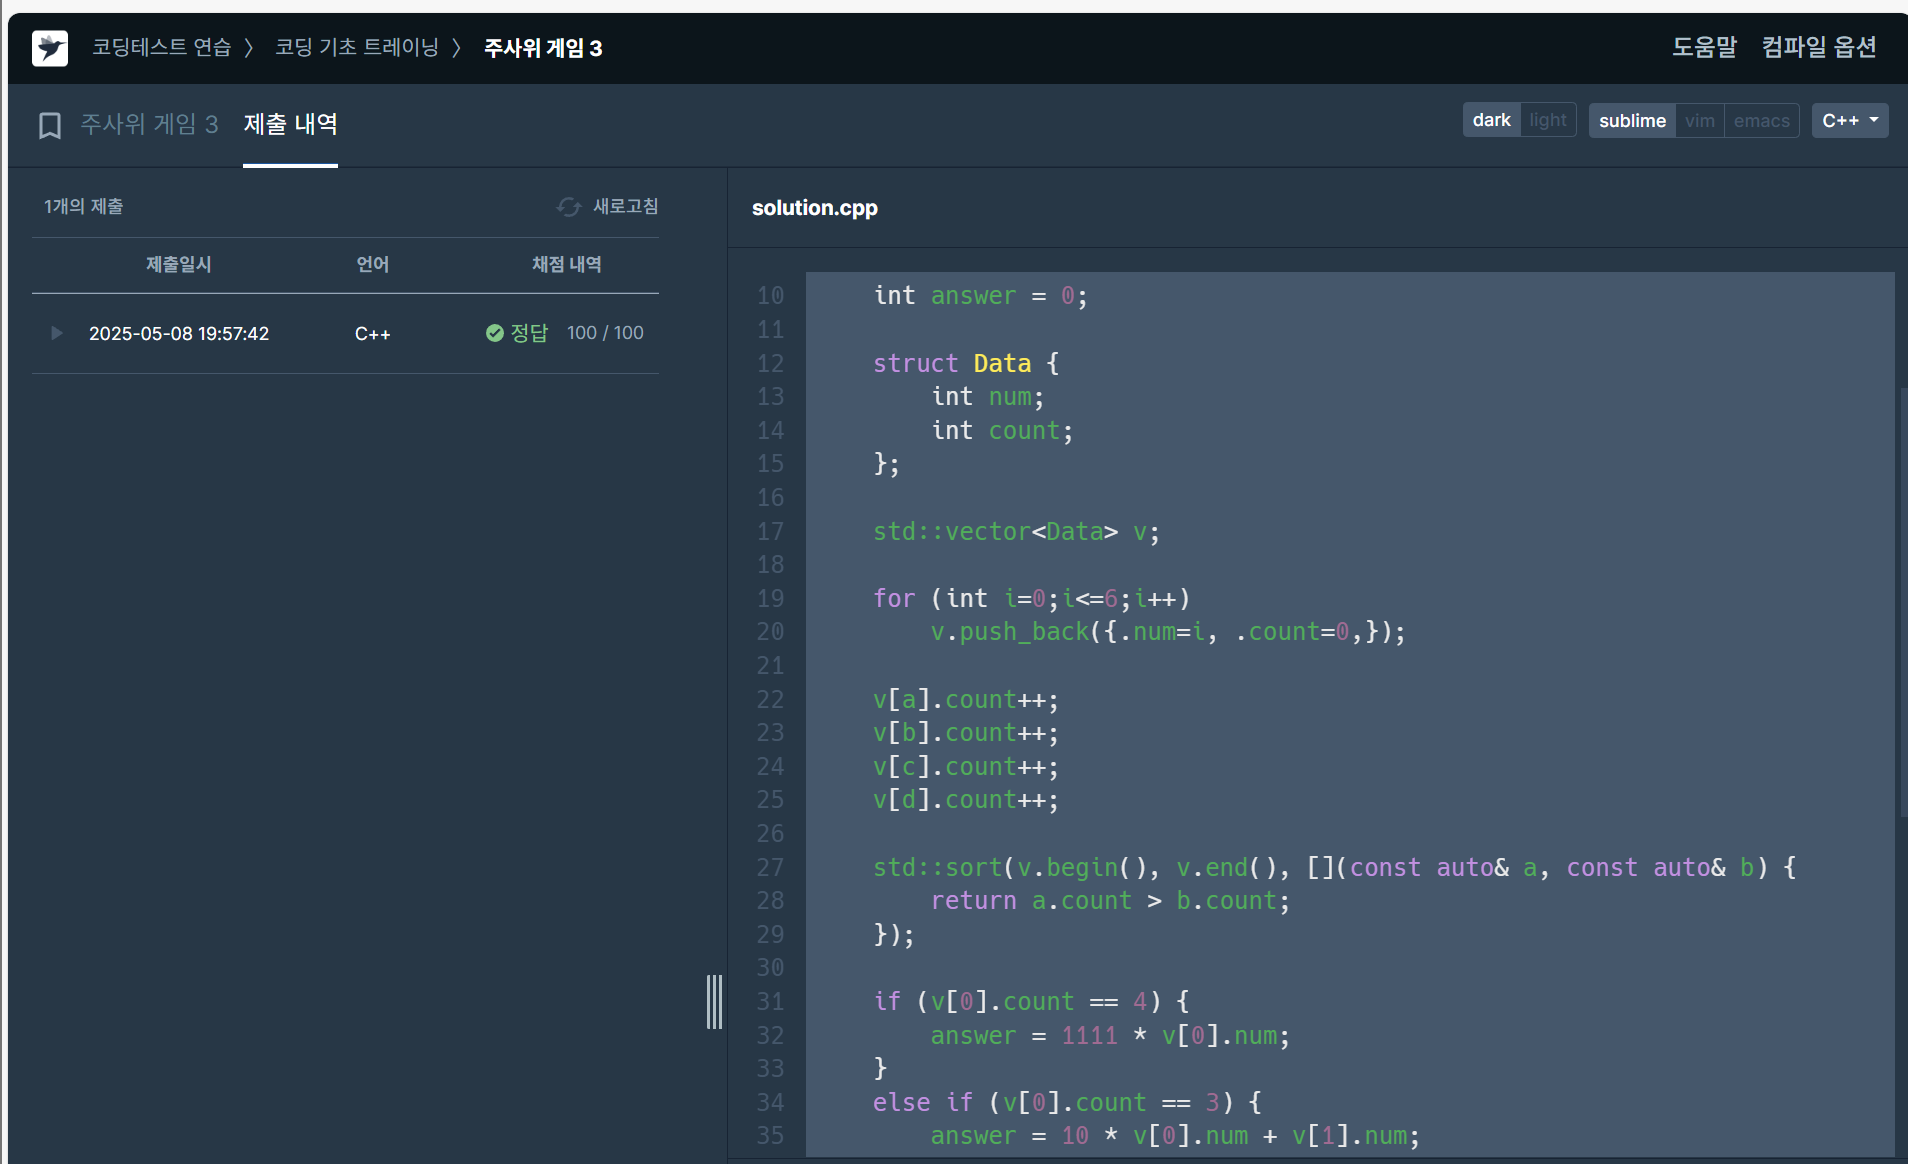 코딩테스트 연습 〉 코딩 기초 트레이닝 〉 주사위 게임 3
도움말 컴파일 옵션
주사위 게임 3 제출 내역
dark light sublime vim emacs C++
1개의 제출 새로고침
제출일시 언어 채점 내역
2025-05-08 19:57:42 C++ 정답 100 / 100
solution.cpp
10     int answer = 0;
11
12     struct Data {
13         int num;
14         int count;
15     };
16
17     std::vector<Data> v;
18
19     for (int i=0;i<=6;i++)
20         v.push_back({.num=i, .count=0,});
21
22     v[a].count++;
23     v[b].count++;
24     v[c].count++;
25     v[d].count++;
26
27     std::sort(v.begin(), v.end(), [](const auto& a, const auto& b) {
28         return a.count > b.count;
29     });
30
31     if (v[0].count == 4) {
32         answer = 1111 * v[0].num;
33     }
34     else if (v[0].count == 3) {
35         answer = 10 * v[0].num + v[1].num;